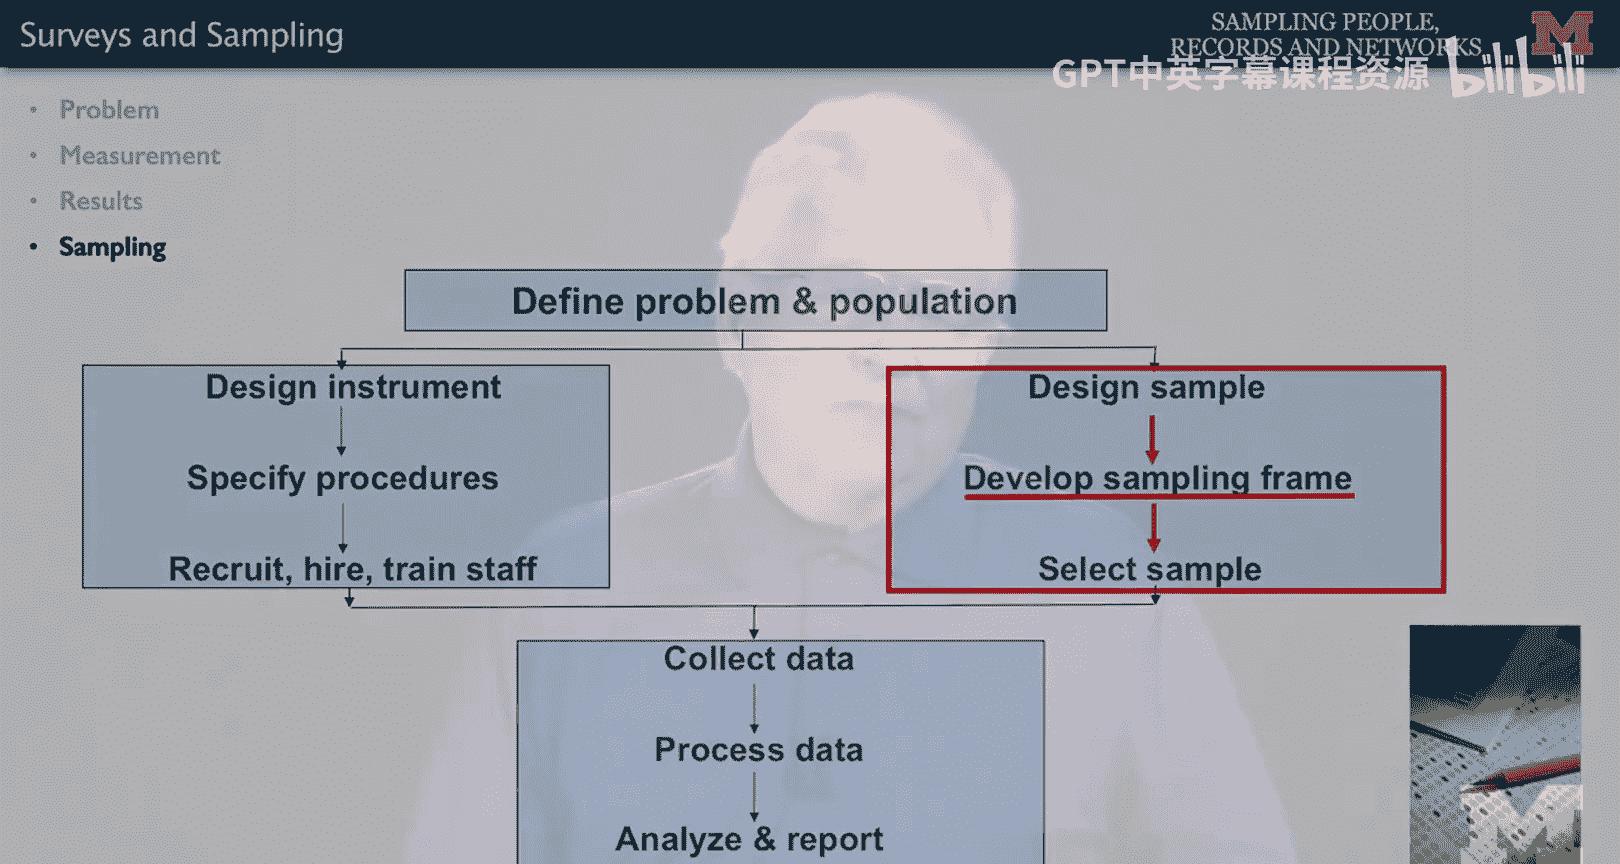 Surveys and Sampling
SAMPLING PEOPLE,
RECORDS AND NETWORKS
M
GPT中英字幕课程资源
bilibili
• Problem
• Measurement
• Results
• Sampling
Define problem & population
Design instrument
Specify procedures
Recruit, hire, train staff
Design sample
Develop sampling frame
Select sample
Collect data
Process data
Analyze & report